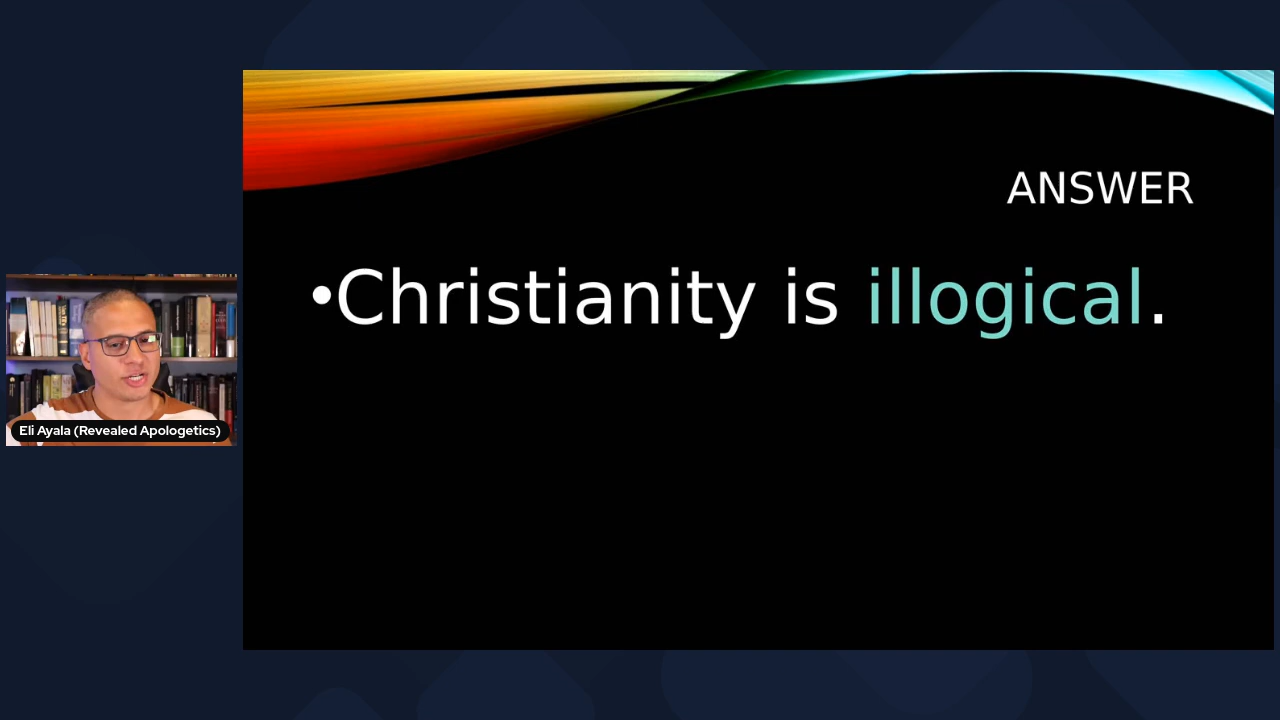 ANSWER
•Christianity is illogical.
Eli Ayala (Revealed Apologetics)